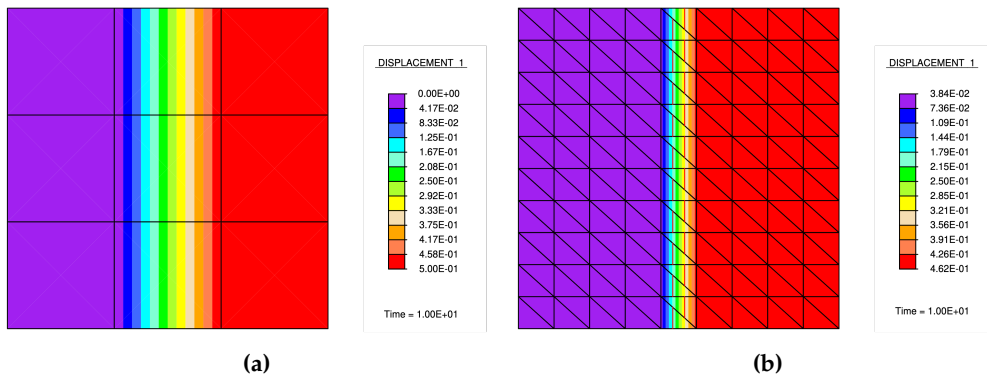 DISPLACEMENT 1
0.00E+00
4.17E-02
8.33E-02
1.25E-01
1.67E-01
2.08E-01
2.50E-01
2.92E-01
3.33E-01
3.75E-01
4.17E-01
4.58E-01
5.00E-01
Time = 1.00E+01
DISPLACEMENT 1
3.84E-02
7.36E-02
1.09E-01
1.44E-01
1.79E-01
2.15E-01
2.50E-01
2.85E-01
3.21E-01
3.56E-01
3.91E-01
4.26E-01
4.62E-01
Time = 1.00E+01
(a)
(b)